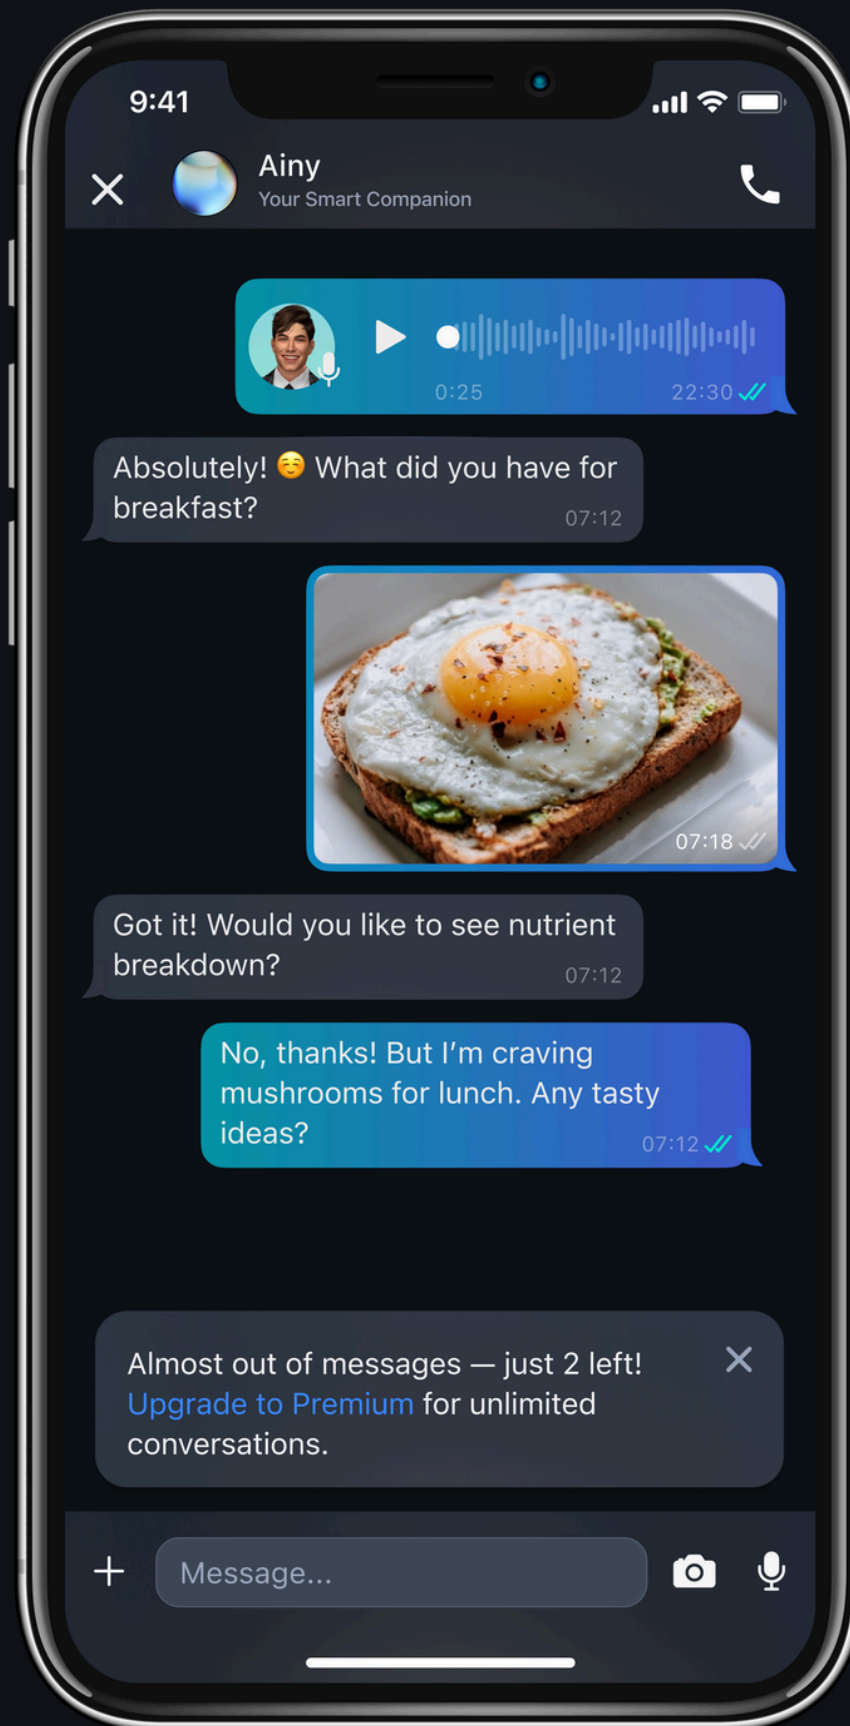 9:41
Ainy
Your Smart Companion
0:25
22:30
Absolutely! ☺️ What did you have for
breakfast?
07:12
07:18
Got it! Would you like to see nutrient
breakdown?
07:12
No, thanks! But I’m craving
mushrooms for lunch. Any tasty
ideas?
07:12
Almost out of messages — just 2 left!
Upgrade to Premium for unlimited
conversations.
Message...